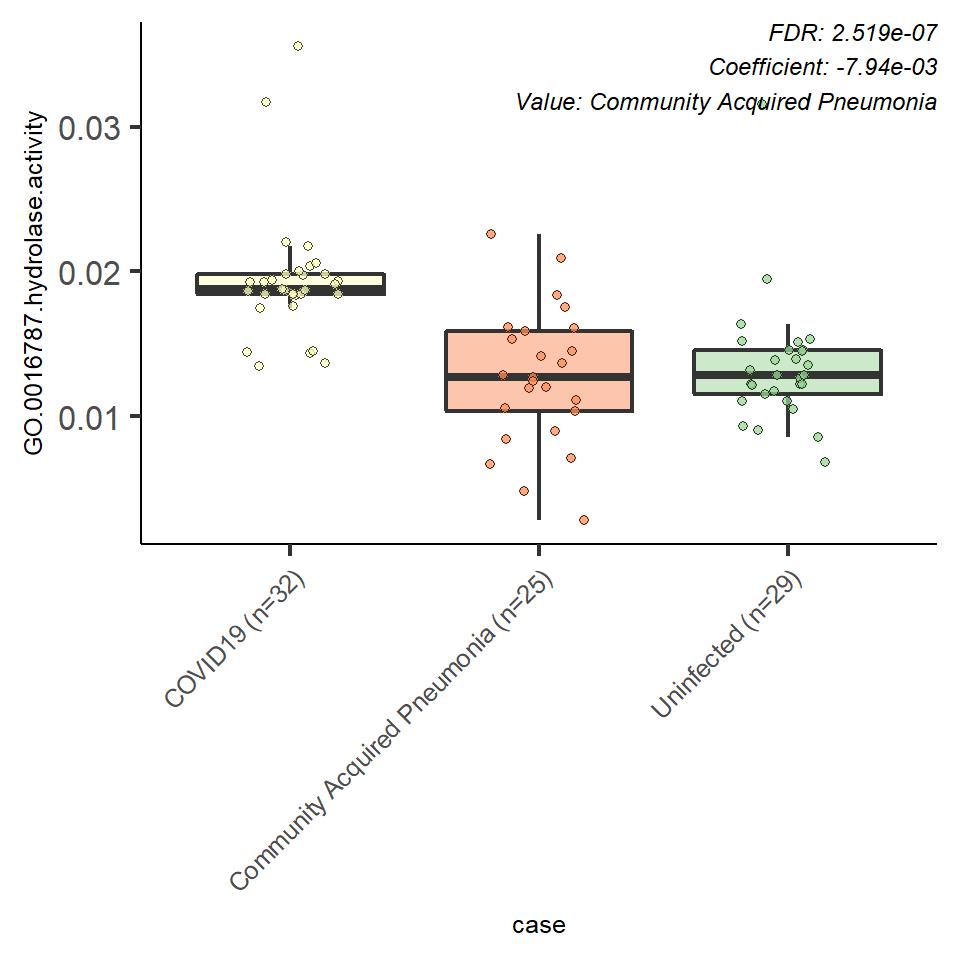 FDR: 2.519e-07
Coefficient: -7.94e-03
Value: Community Acquired Pneumonia
GO.0016787.hydrolase.activity
0.03
0.02
0.01
COVID19 (n=32)
Community Acquired Pneumonia (n=25)
Uninfected (n=29)
case